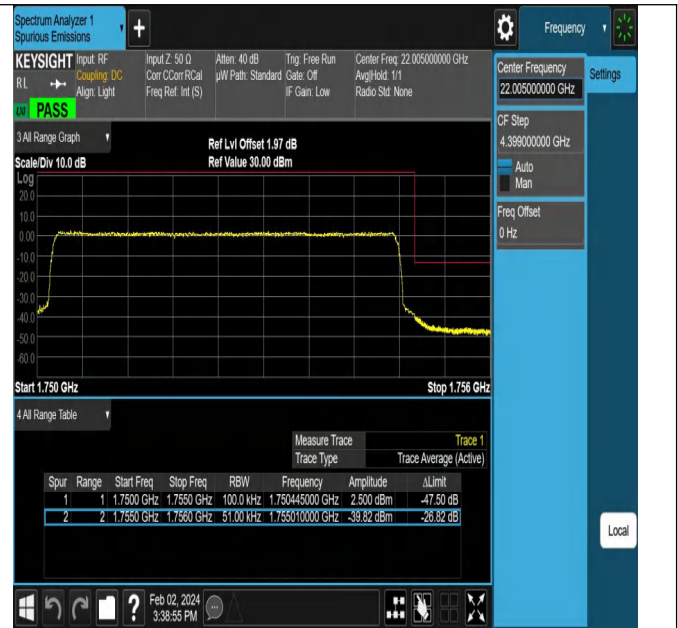 Spectrum Analyzer 1
Spurious Emissions
Frequency
KEYSIGHT
Input: RF
Coupling: DC
Align: Light
Input Z: 50 Ω
Corr CCorr RCal
Freq Ref: Int (S)
Atten: 40 dB
µW Path: Standard
Trig: Free Run
Gate: Off
IF Gain: Low
Center Freq: 22.005000000 GHz
Avg|Hold: 1/1
Radio Std: None
RL
PASS
Center Frequency
22.005000000 GHz
Settings
CF Step
4.399000000 GHz
Auto
Man
Freq Offset
0 Hz
3 All Range Graph
Scale/Div 10.0 dB
Ref Lvl Offset 1.97 dB
Ref Value 30.00 dBm
Log
20.0
10.0
0.00
-10.0
-20.0
-30.0
-40.0
-50.0
-60.0
Start 1.750 GHz
Stop 1.756 GHz
4 All Range Table
Measure Trace Trace 1
Trace Type Trace Average (Active)
Spur Range Start Freq Stop Freq RBW Frequency Amplitude ΔLimit
1 1 1.7500 GHz 1.7550 GHz 100.0 kHz 1.750445000 GHz 2.500 dBm -47.50 dB
2 2 1.7550 GHz 1.7560 GHz 51.00 kHz 1.755010000 GHz -39.82 dBm -26.82 dB
Local
?
Feb 02, 2024
3:38:55 PM